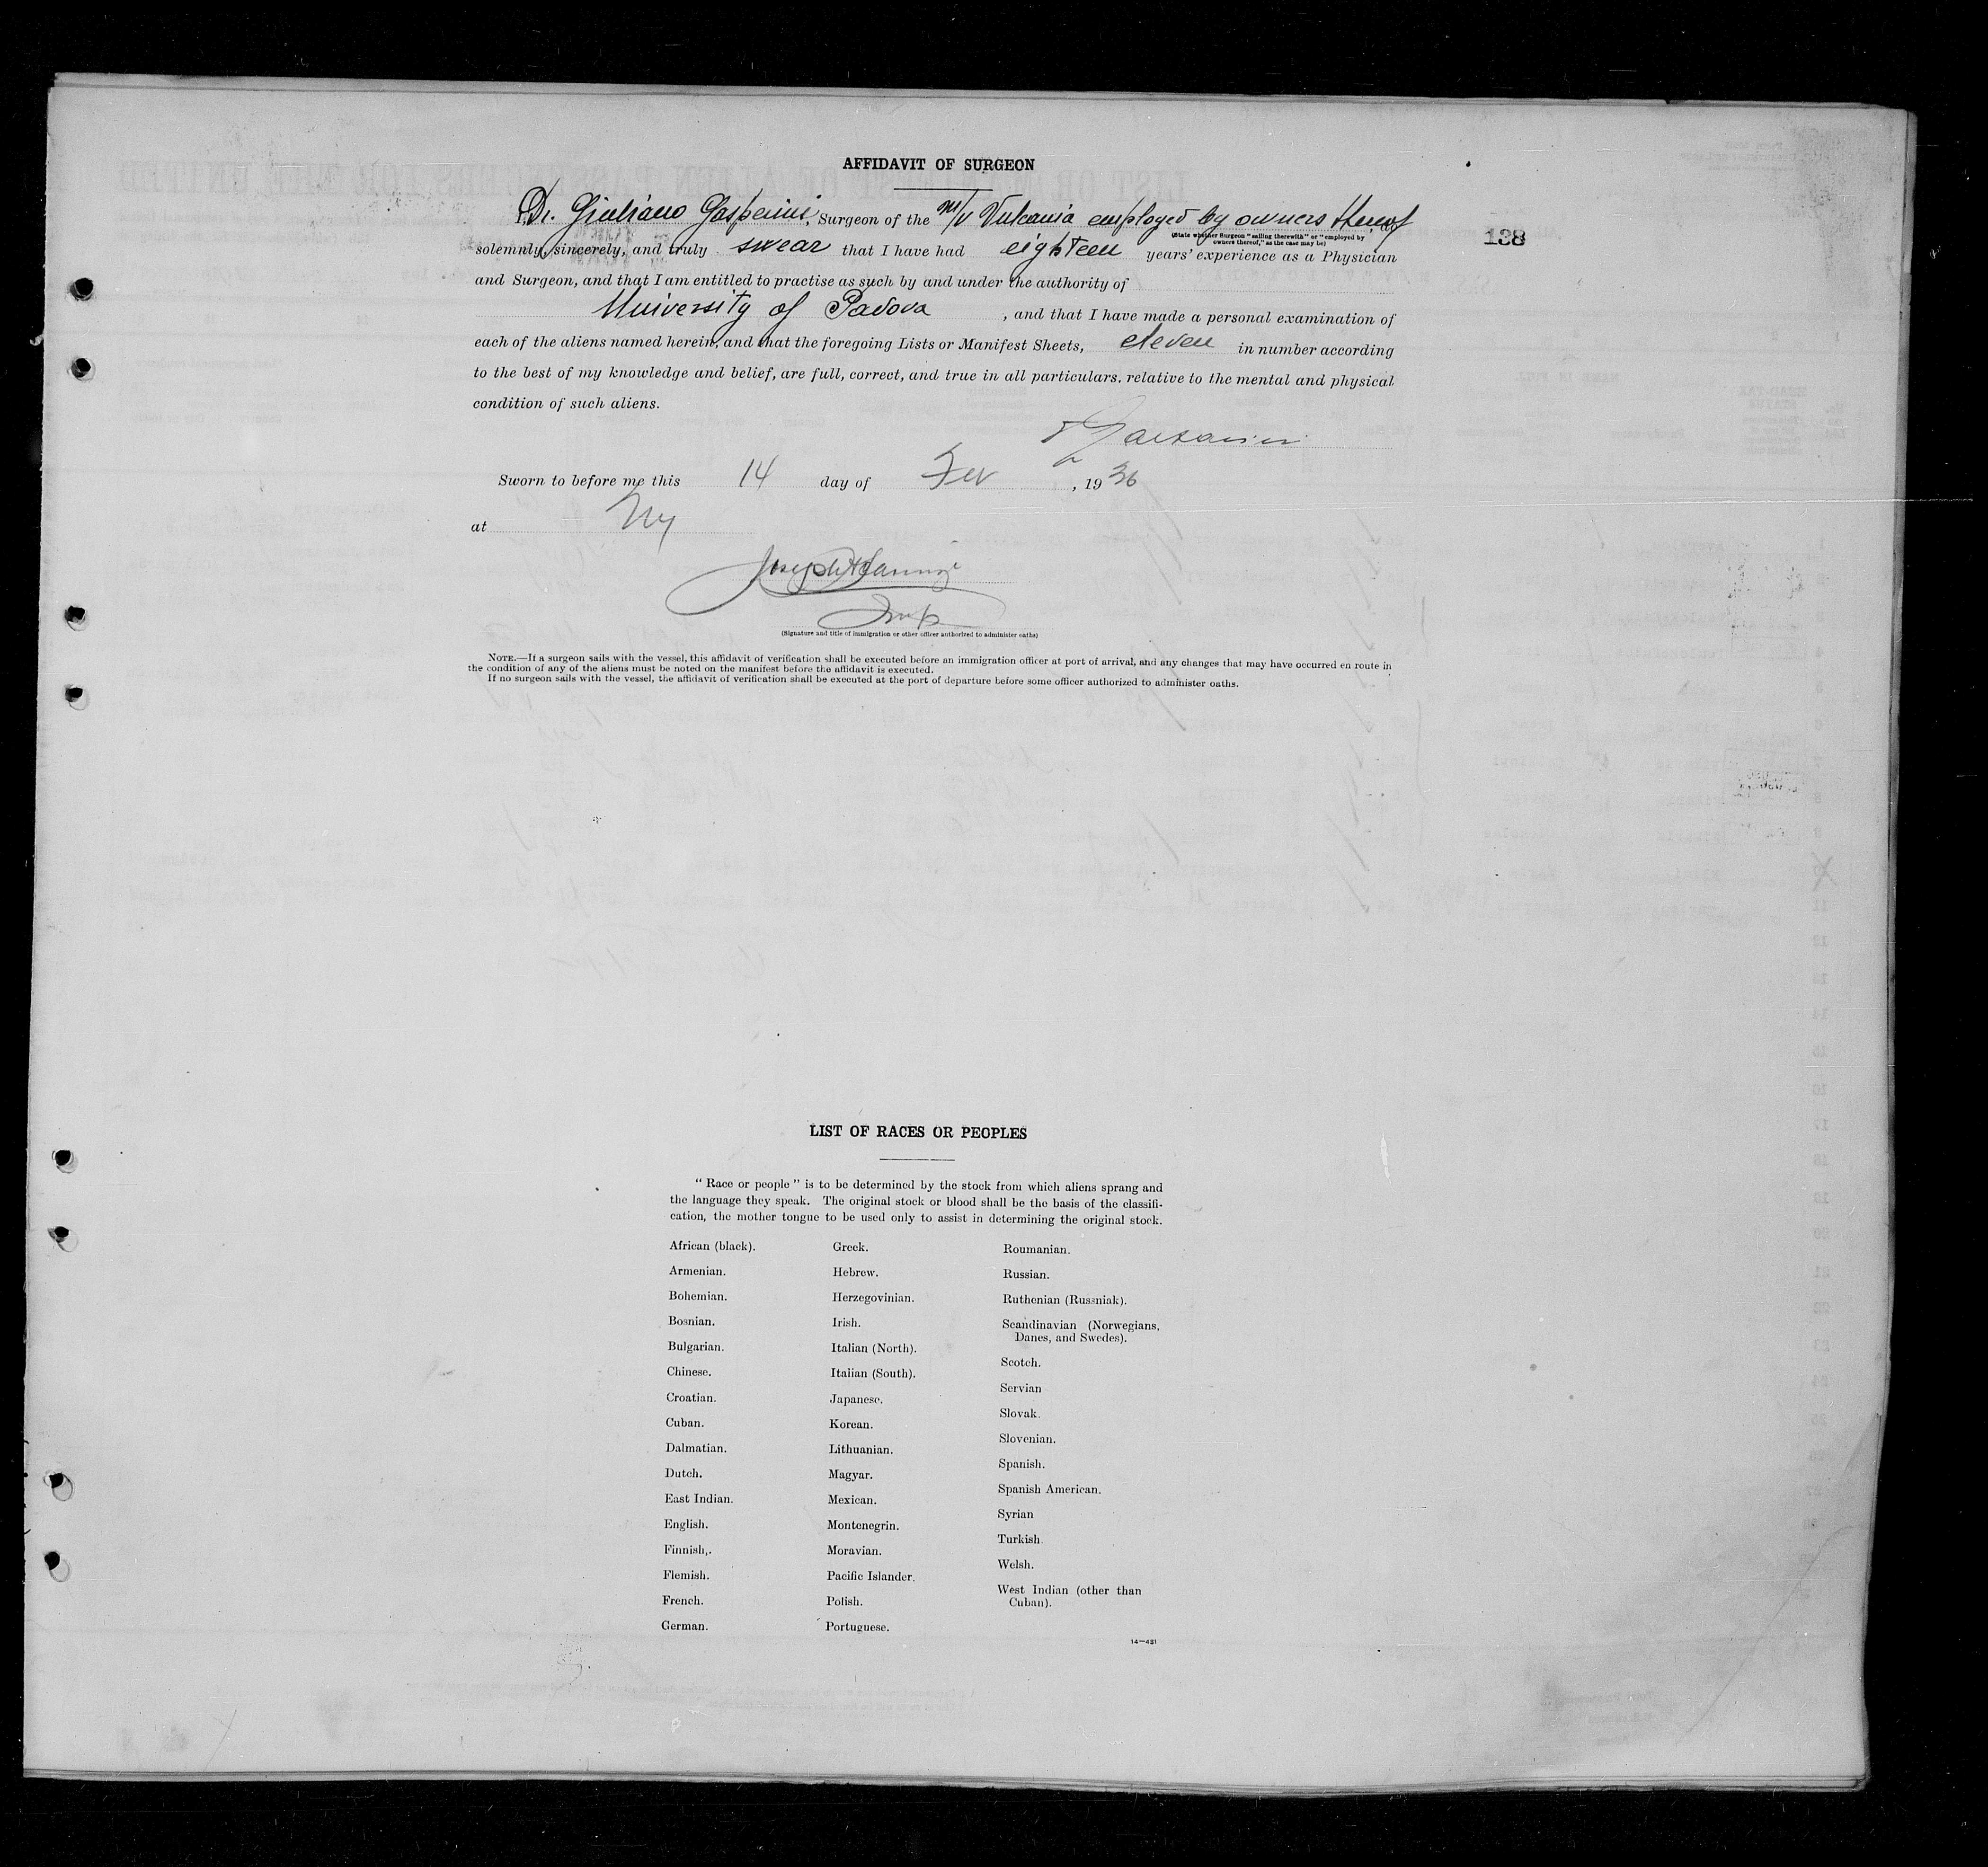 AFFIDAVIT OF SURGEON
138
I, Dr. Giuliano Gasperini, Surgeon of the M/V Vulcania employed by owners thereof
(State whether Surgeon "sailing therewith" or "employed by
owners thereof," as the case may be)
solemnly, sincerely, and truly swear that I have had eighteen years' experience as a Physician
and Surgeon, and that I am entitled to practise as such by and under the authority of
University of Padova, and that I have made a personal examination of
each of the aliens named herein, and that the foregoing Lists or Manifest Sheets, eleven in number according
to the best of my knowledge and belief, are full, correct, and true in all particulars. relative to the mental and physical
condition of such aliens.
Sworn to before me this 14 day of , 1936
at NY
Joseph
(Signature and title of immigration or other officer authorized to administer oaths)
NOTE.—If a surgeon sails with the vessel, this affidavit of verification shall be executed before an immigration officer at port of arrival, and any changes that may have occurred en route in
the condition of any of the aliens must be noted on the manifest before the affidavit is executed.
If no surgeon sails with the vessel, the affidavit of verification shall be executed at the port of departure before some officer authorized to administer oaths.
LIST OF RACES OR PEOPLES
"Race or people" is to be determined by the stock from which aliens sprang and
the language they speak. The original stock or blood shall be the basis of the classifi-
cation, the mother tongue to be used only to assist in determining the original stock.
African (black).
Armenian.
Bohemian.
Bosnian.
Bulgarian.
Chinese.
Croatian.
Cuban.
Dalmatian.
Dutch.
East Indian.
English.
Finnish,.
Flemish.
French.
German.
Greek.
Hebrew.
Herzegovinian.
Irish.
Italian (North).
Italian (South).
Japanese.
Korean.
Lithuanian.
Magyar.
Mexican.
Montenegrin.
Moravian.
Pacific Islander.
Polish.
Portuguese.
Roumanian.
Russian.
Ruthenian (Russniak).
Scandinavian (Norwegians,
Danes, and Swedes).
Scotch.
Servian
Slovak.
Slovenian.
Spanish.
Spanish American.
Syrian
Turkish.
Welsh.
West Indian (other than
Cuban).
14—431